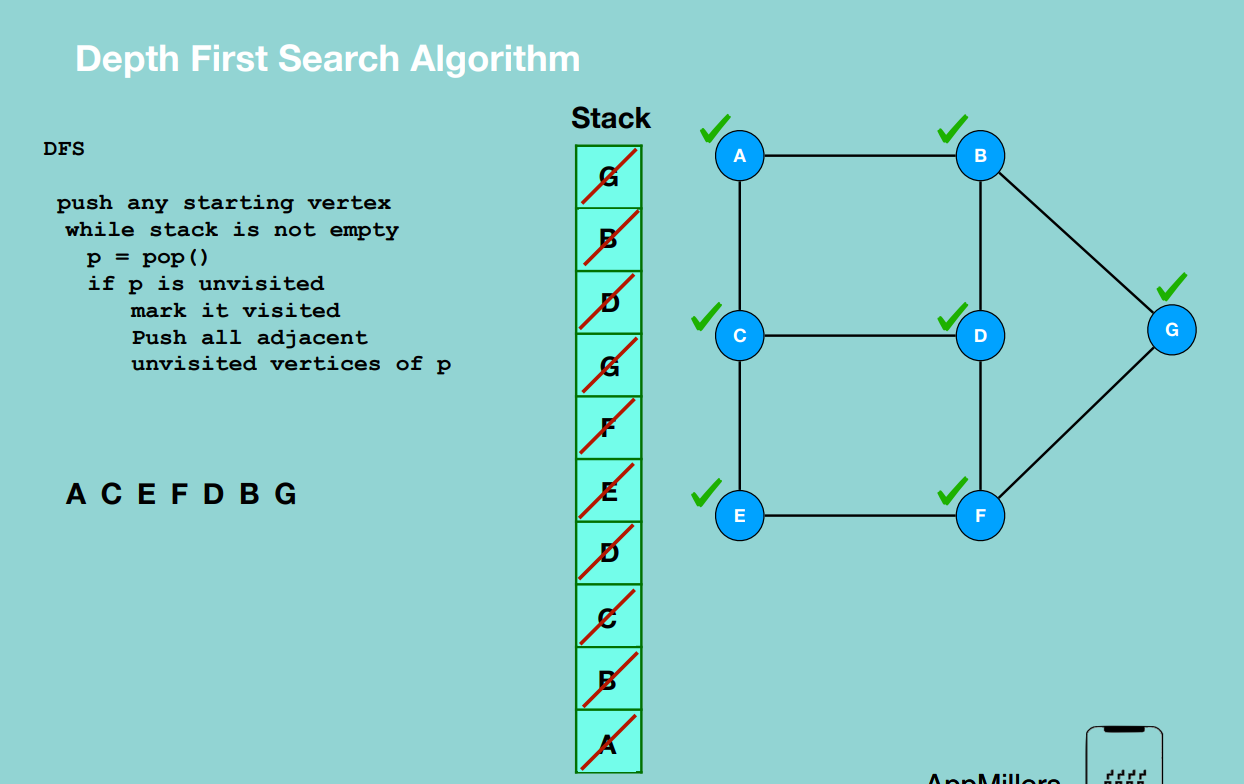 Depth First Search Algorithm
Stack
DFS
push any starting vertex
while stack is not empty
p = pop()
if p is unvisited
mark it visited
Push all adjacent
unvisited vertices of p
A C E F D B G
G
B
D
G
F
E
D
C
B
A
A
B
C
D
G
E
F
AppMillers